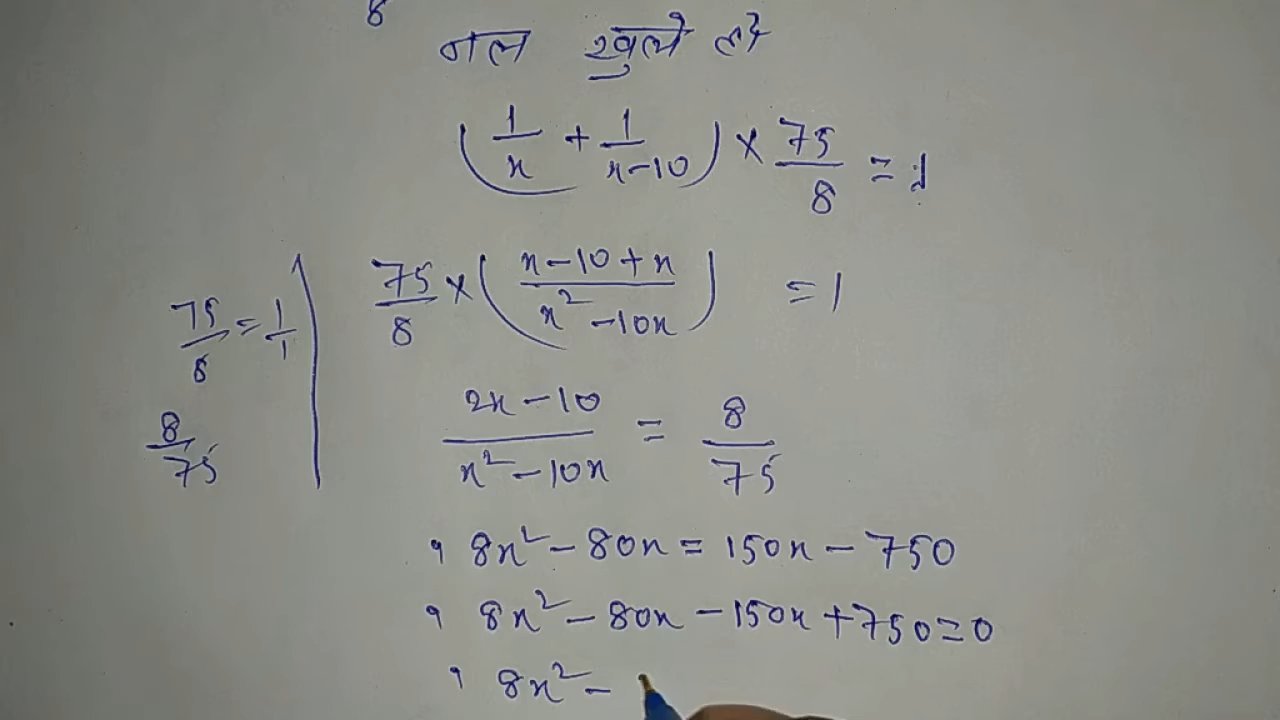 8
नल खुले हो
(1/x + 1/(x-10)) × 75/8 = 1
75/8 × ((x-10+x)/(x²-10x)) = 1
75/8 = 1/1
(2x-10)/(x²-10x) = 8/75
8/75
8x² - 80x = 150x - 750
8x² - 80x - 150x + 750 = 0
8x² -